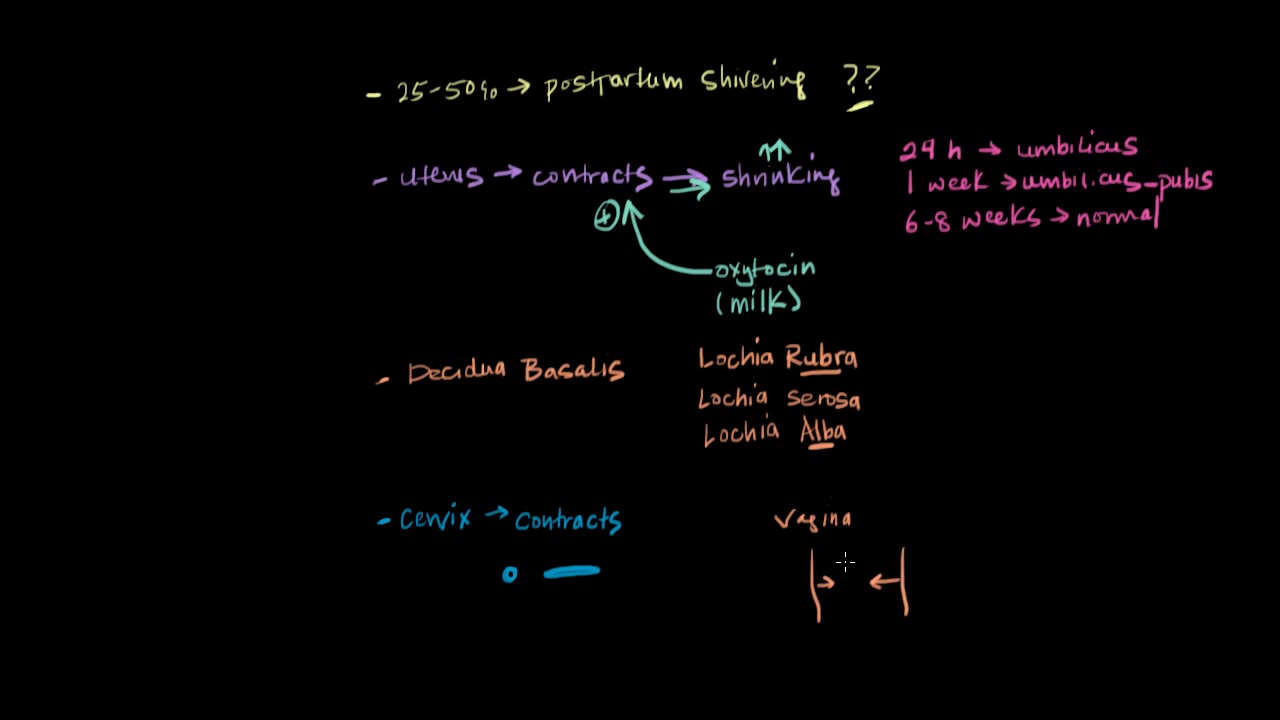 - 25-50% → postpartum shivering ??
- uterus → contracts → shrinking ↑↑
24 h → umbilicus
1 week → umbilicus-pubis
6-8 weeks → normal
+
oxytocin
(milk)
- Decidua Basalis
Lochia Rubra
Lochia serosa
Lochia Alba
- Cervix → contracts
Vagina